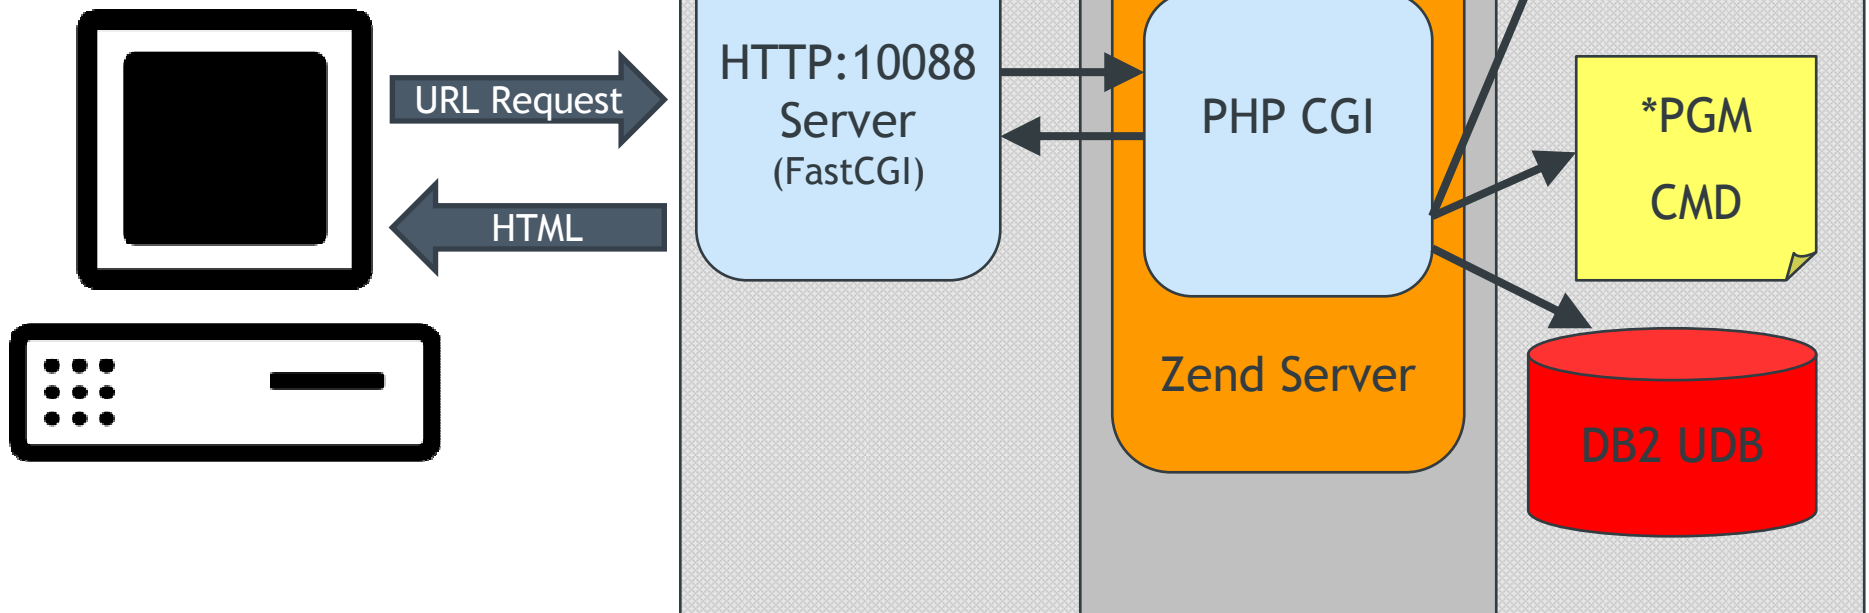 URL Request
HTML
HTTP:10088
Server
(FastCGI)
PHP CGI
Zend Server
*PGM
CMD
DB2 UDB